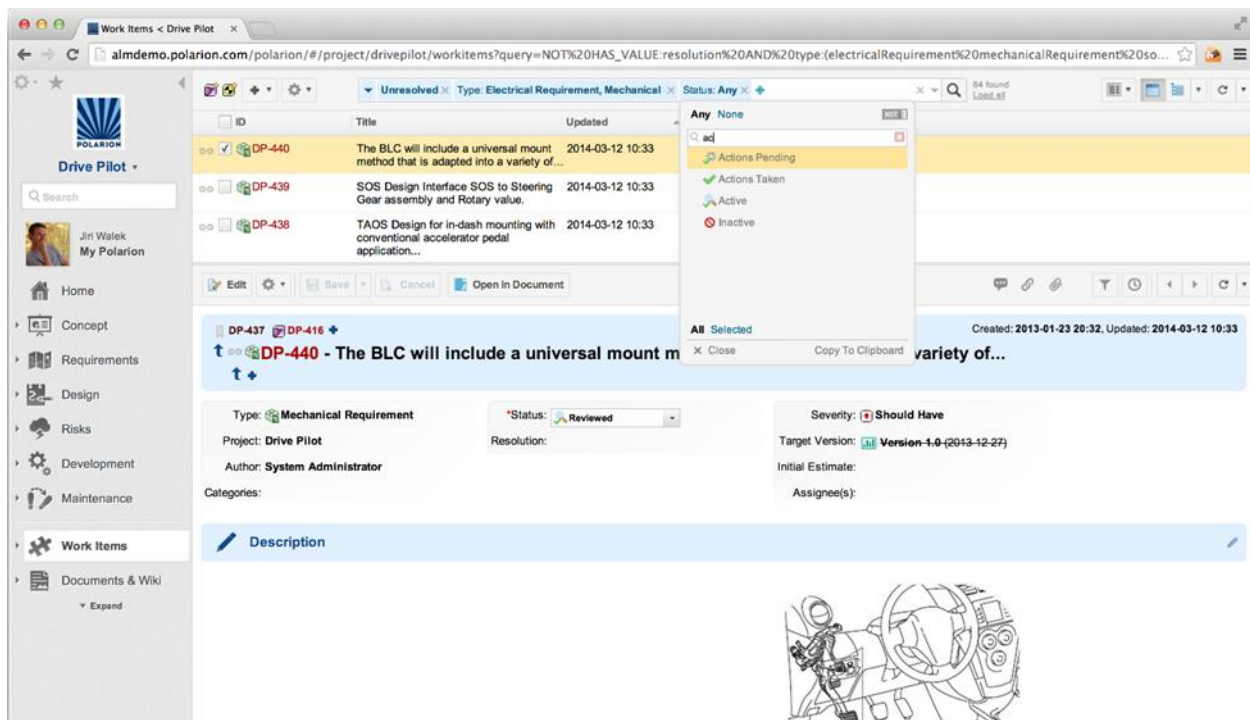 Work Items < Drive Pilot ×
almdemo.polarion.com/polarion/#/project/drivepilot/workitems?query=NOT%20HAS_VALUE:resolution%20AND%20type:(electricalRequirement%20mechanicalRequirement%20so...
POLARION
Drive Pilot
Search
Jiri Walek
My Polarion
Home
Concept
Requirements
Design
Risks
Development
Maintenance
Work Items
Documents & Wiki
Expand
Unresolved × Type: Electrical Requirement, Mechanical × Status: Any ×
64 found
Load all
ID Title Updated
DP-440 The BLC will include a universal mount 2014-03-12 10:33
method that is adapted into a variety of...
DP-439 SOS Design Interface SOS to Steering 2014-03-12 10:33
Gear assembly and Rotary value.
DP-438 TAOS Design for in-dash mounting with 2014-03-12 10:33
conventional accelerator pedal
application...
Any None NOT
ac
Actions Pending
Actions Taken
Active
Inactive
All Selected
Close Copy To Clipboard
Edit Save Cancel Open In Document
DP-437 DP-416
Created: 2013-01-23 20:32, Updated: 2014-03-12 10:33
DP-440 - The BLC will include a universal mount m variety of...
Type: Mechanical Requirement *Status: Reviewed Severity: Should Have
Project: Drive Pilot Resolution: Target Version: Version 1.0 (2013-12-27)
Author: System Administrator Initial Estimate:
Categories: Assignee(s):
Description